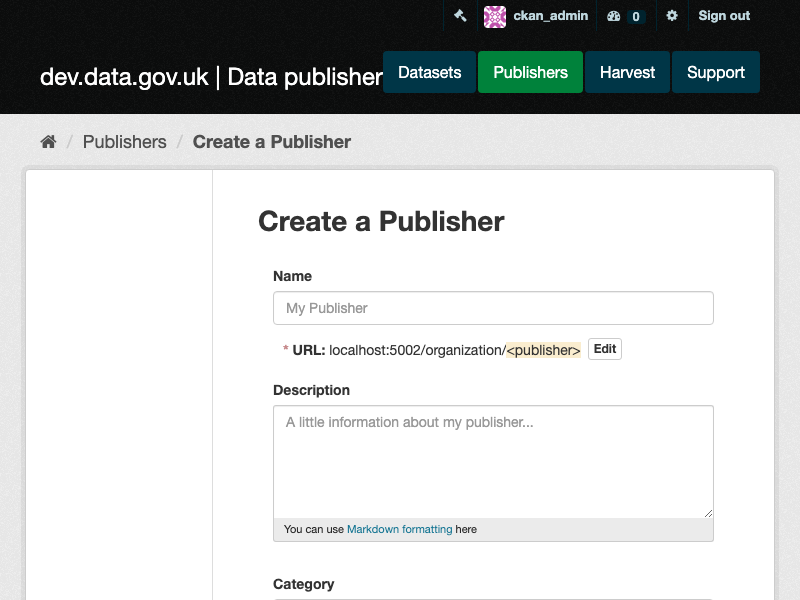 ckan_admin 0 Sign out
dev.data.gov.uk | Data publisher Datasets Publishers Harvest Support
/ Publishers / Create a Publisher
Create a Publisher
Name
My Publisher
* URL: localhost:5002/organization/<publisher> Edit
Description
A little information about my publisher...
You can use Markdown formatting here
Category